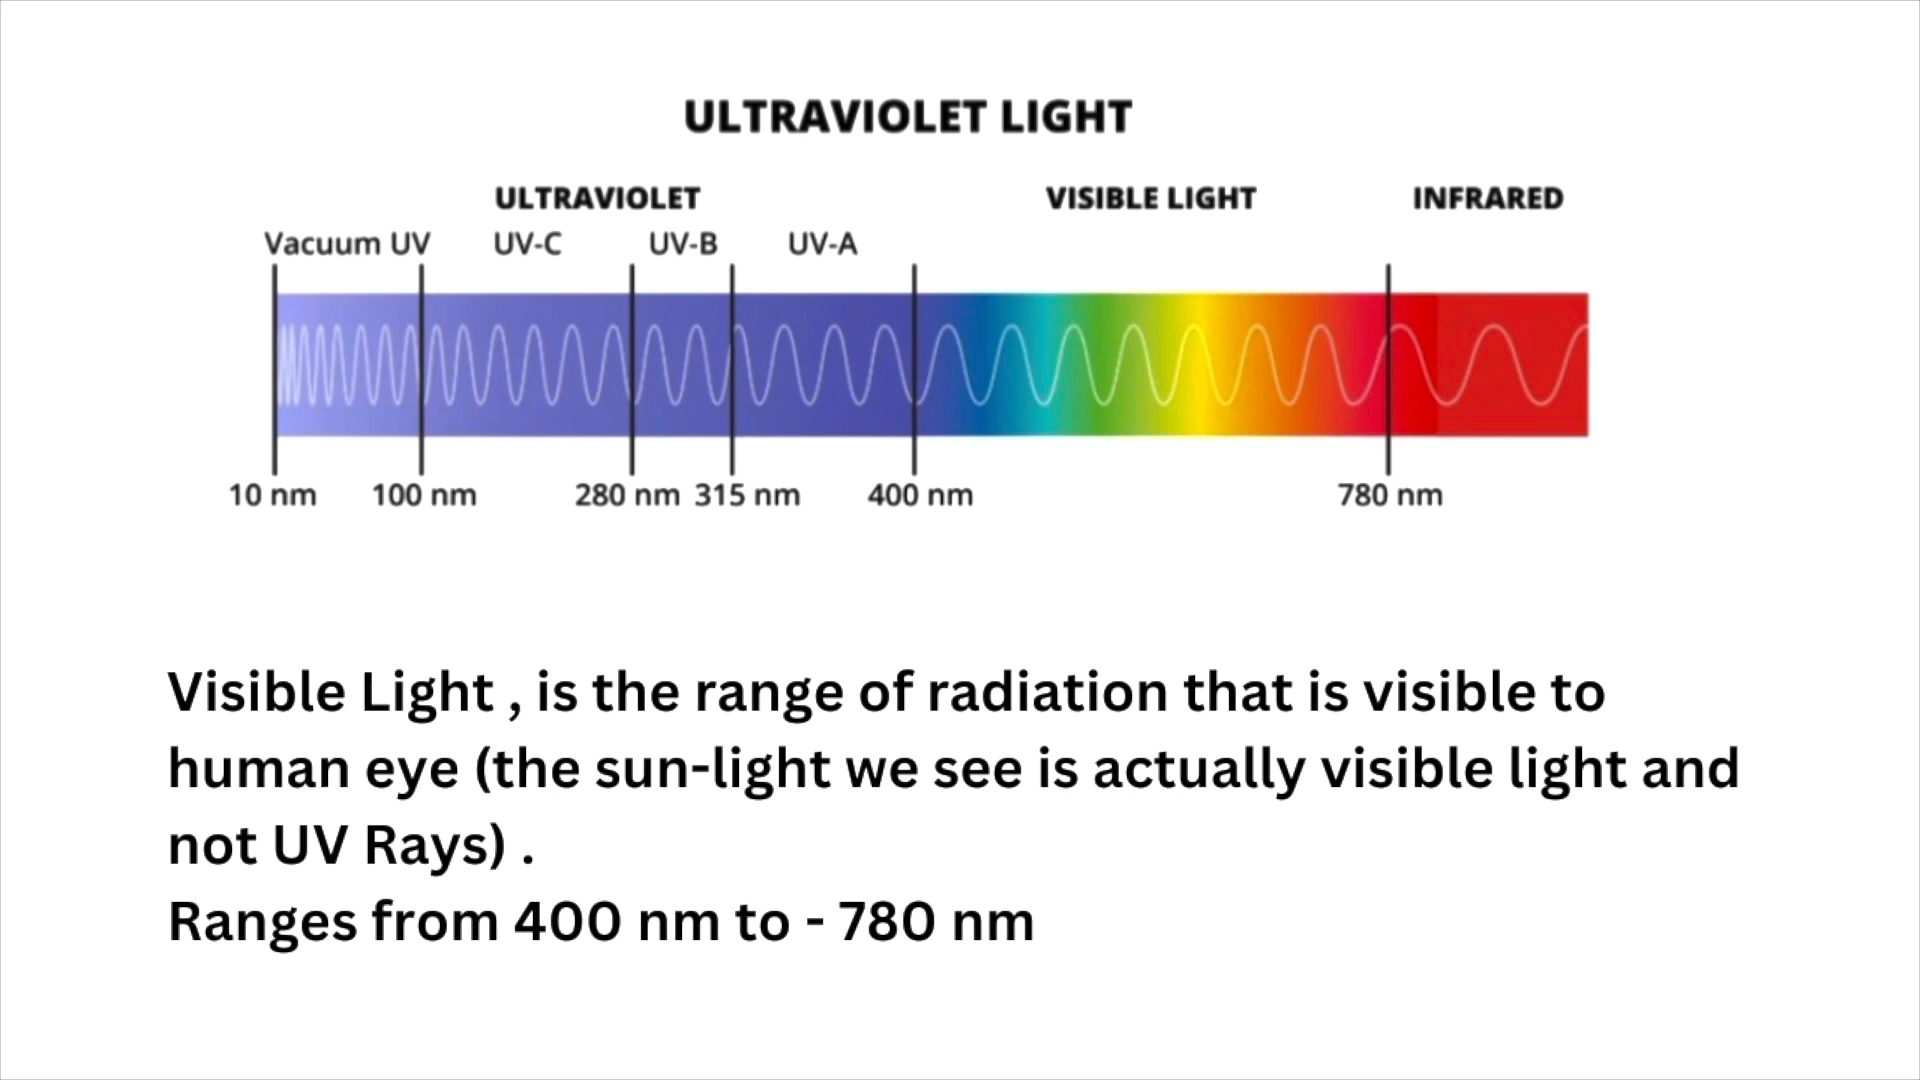 ULTRAVIOLET LIGHT
ULTRAVIOLET VISIBLE LIGHT INFRARED
Vacuum UV UV-C UV-B UV-A
10 nm 100 nm 280 nm 315 nm 400 nm 780 nm
Visible Light , is the range of radiation that is visible to
human eye (the sun-light we see is actually visible light and
not UV Rays) .
Ranges from 400 nm to - 780 nm